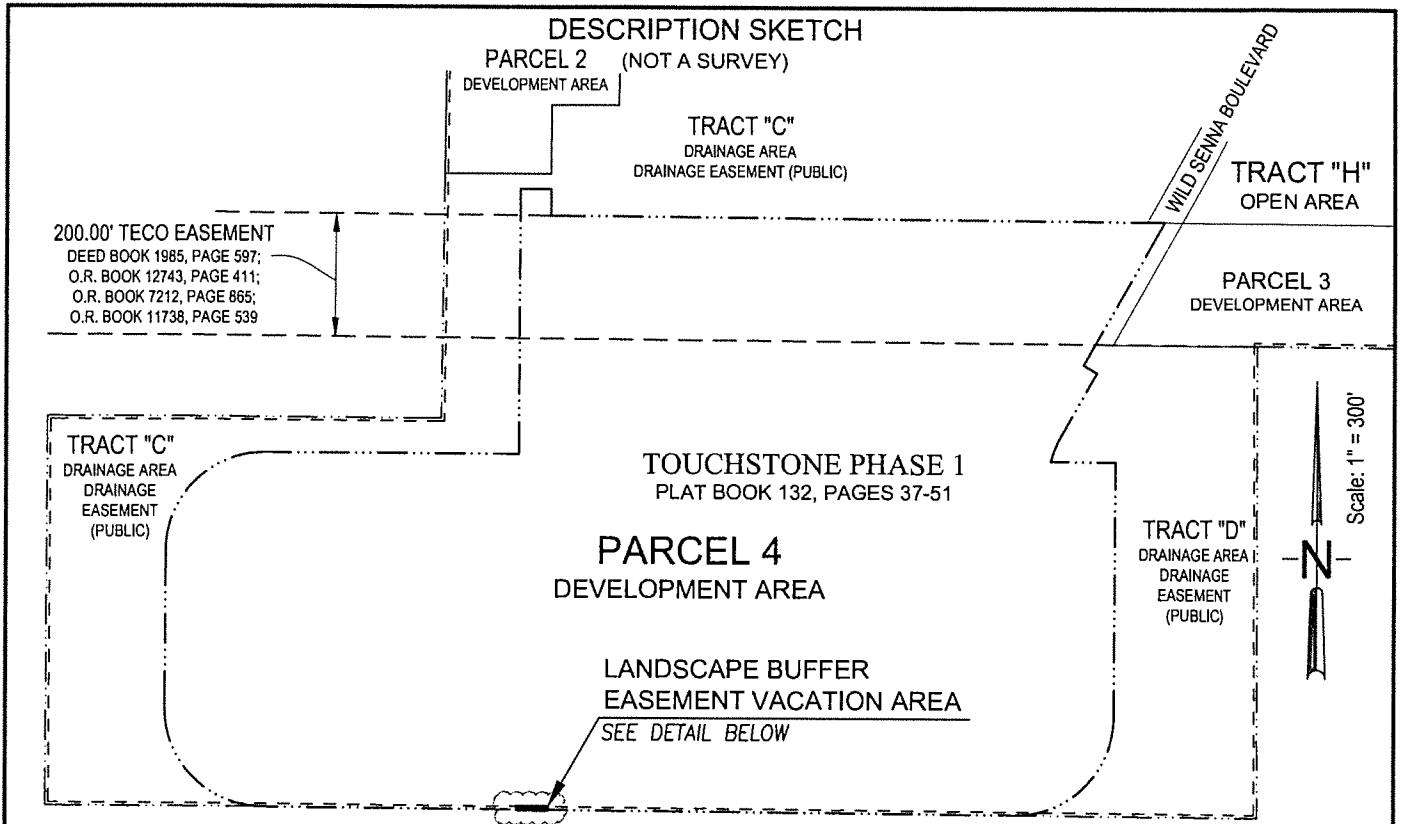 DESCRIPTION SKETCH
(NOT A SURVEY)
PARCEL 2
DEVELOPMENT AREA
TRACT "C"
DRAINAGE AREA
DRAINAGE EASEMENT (PUBLIC)
WILD SENNA BOULEVARD
TRACT "H"
OPEN AREA
200.00' TECO EASEMENT
DEED BOOK 1985, PAGE 597;
O.R. BOOK 12743, PAGE 411;
O.R. BOOK 7212, PAGE 865;
O.R. BOOK 11738, PAGE 539
PARCEL 3
DEVELOPMENT AREA
TRACT "C"
DRAINAGE AREA
DRAINAGE
EASEMENT
(PUBLIC)
TOUCHSTONE PHASE 1
PLAT BOOK 132, PAGES 37-51
PARCEL 4
DEVELOPMENT AREA
TRACT "D"
DRAINAGE AREA
DRAINAGE
EASEMENT
(PUBLIC)
N
Scale: 1" = 300'
LANDSCAPE BUFFER
EASEMENT VACATION AREA
SEE DETAIL BELOW